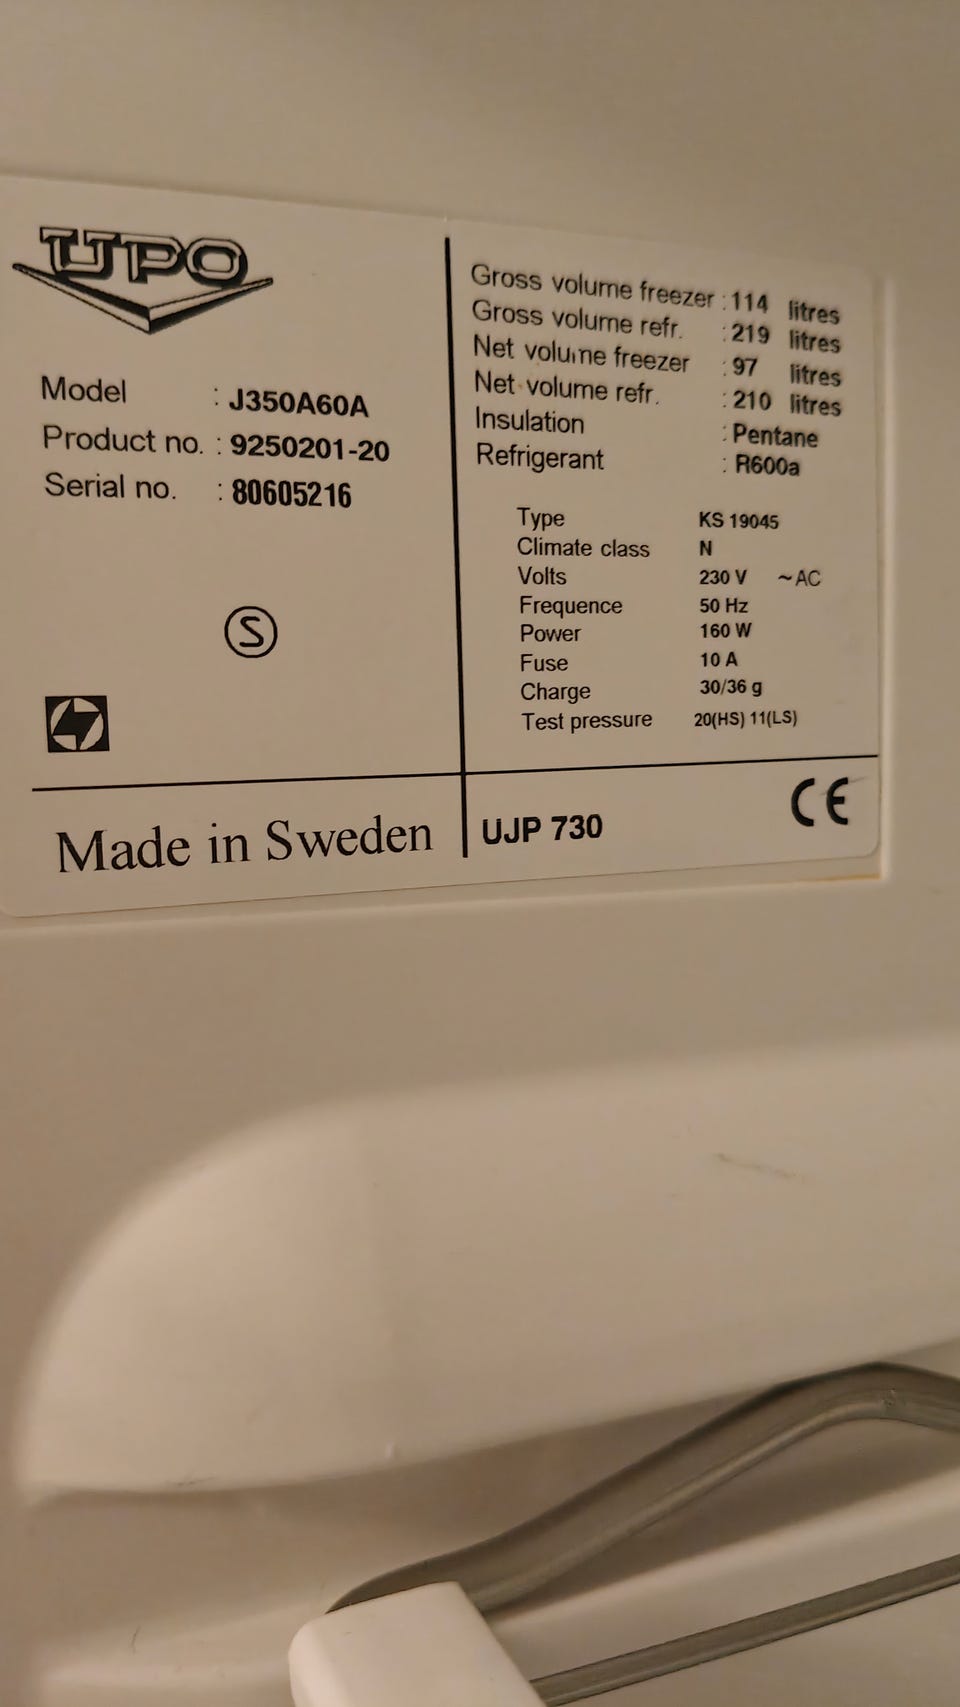 UPO
Model : J350A60A
Product no. : 9250201-20
Serial no. : 80605216
S
Made in Sweden
Gross volume freezer : 114 litres
Gross volume refr. : 219 litres
Net volume freezer : 97 litres
Net volume refr. : 210 litres
Insulation : Pentane
Refrigerant : R600a
Type KS 19045
Climate class N
Volts 230 V ~AC
Frequence 50 Hz
Power 160 W
Fuse 10 A
Charge 30/36 g
Test pressure 20(HS) 11(LS)
UJP 730
CE